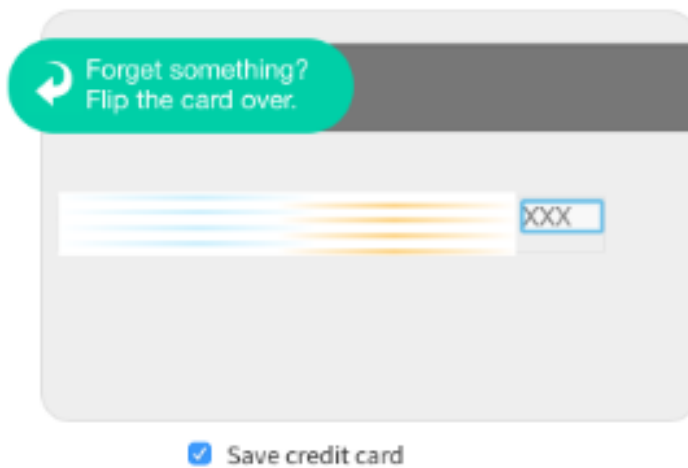 Forget something?
Flip the card over.
XXX
Save credit card